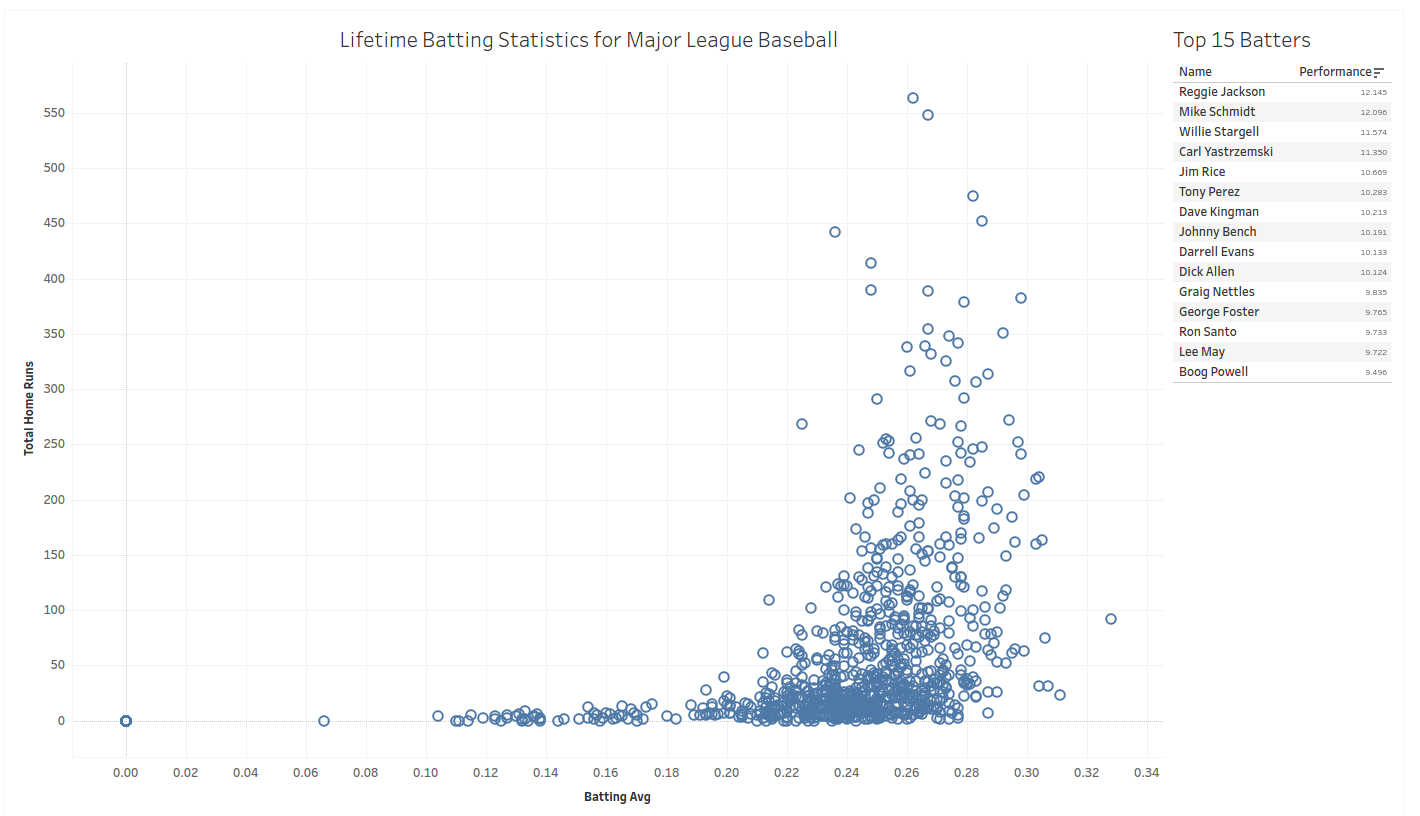 Lifetime Batting Statistics for Major League Baseball
Total Home Runs
550
500
450
400
350
300
250
200
150
100
50
0
0.00 0.02 0.04 0.06 0.08 0.10 0.12 0.14 0.16 0.18 0.20 0.22 0.24 0.26 0.28 0.30 0.32 0.34
Batting Avg
Top 15 Batters
Name Performance
Reggie Jackson 12.145
Mike Schmidt 12.096
Willie Stargell 11.574
Carl Yastrzemski 11.350
Jim Rice 10.669
Tony Perez 10.283
Dave Kingman 10.213
Johnny Bench 10.191
Darrell Evans 10.133
Dick Allen 10.124
Graig Nettles 9.835
George Foster 9.765
Ron Santo 9.733
Lee May 9.722
Boog Powell 9.496